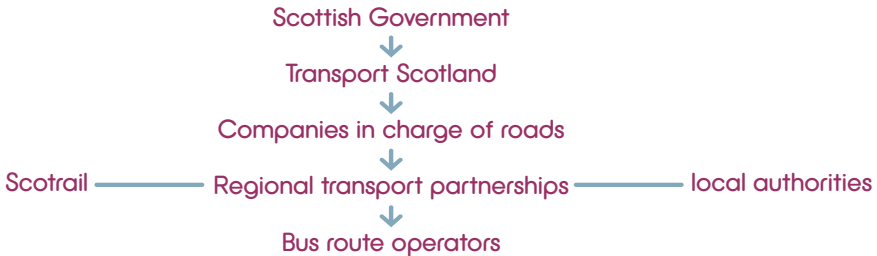 Scottish Government
Transport Scotland
Companies in charge of roads
Scotrail Regional transport partnerships local authorities
Bus route operators